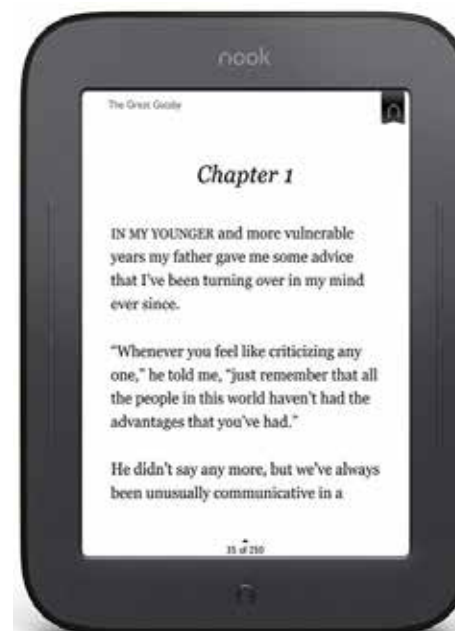 nook
The Great Gatsby
Chapter 1
IN MY YOUNGER and more vulnerable
years my father gave me some advice
that I’ve been turning over in my mind
ever since.
“Whenever you feel like criticizing any
one,” he told me, “just remember that all
the people in this world haven’t had the
advantages that you’ve had.”
He didn’t say any more, but we’ve always
been unusually communicative in a
35 of 250